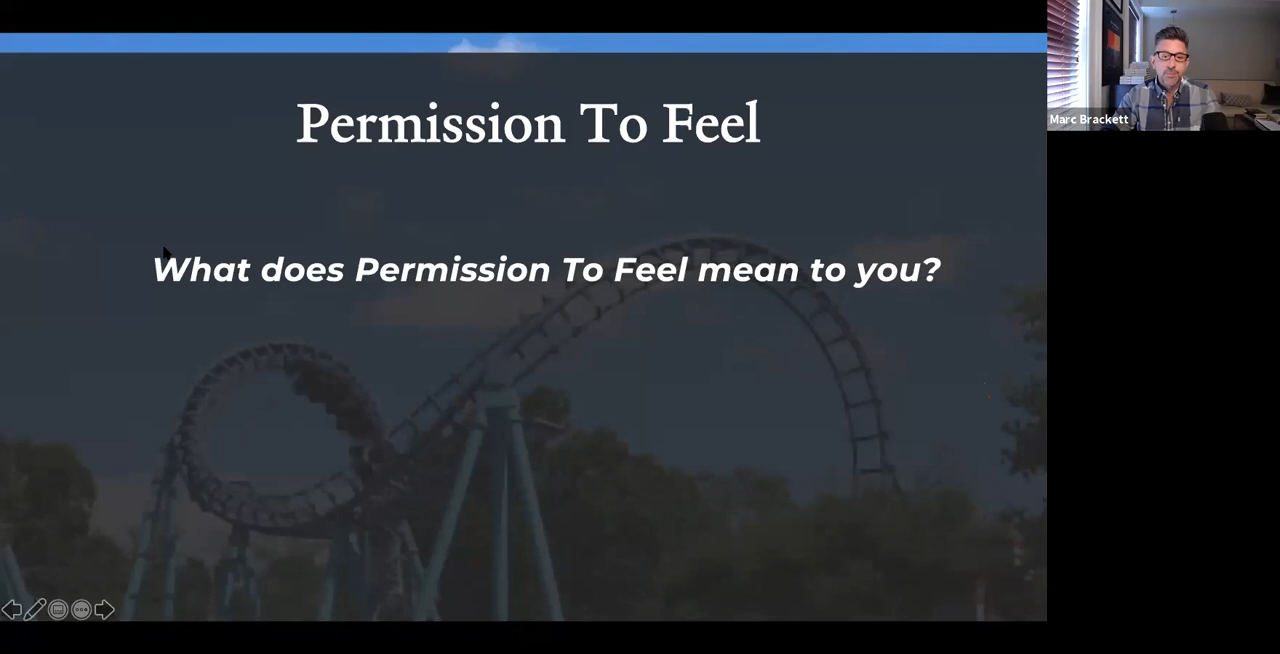 Permission To Feel
What does Permission To Feel mean to you?
Marc Brackett